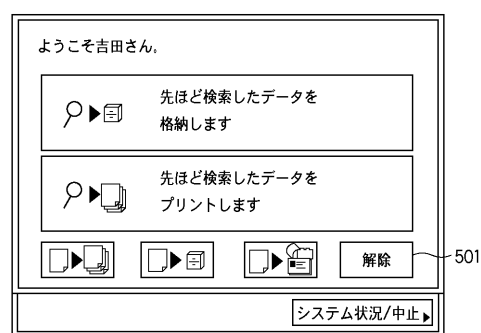 ようこそ吉田さん。
先ほど検索したデータを
格納します
先ほど検索したデータを
プリントします
解除
501
システム状況/中止